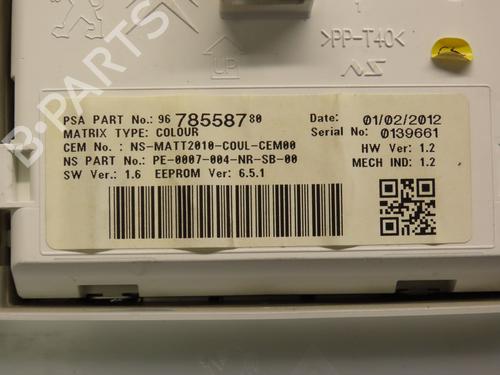 >PP-T40<
NS
PSA PART No.: 96 785587 80
Date: 01/02/2012
MATRIX TYPE: COLOUR
Serial No: 0139661
CEM No.: NS-MATT2010-COUL-CEM00
HW Ver: 1.2
NS PART No.: PE-0007-004-NR-SB-00
MECH IND: 1.2
SW Ver.: 1.6 EEPROM Ver: 6.5.1
B-PARTS